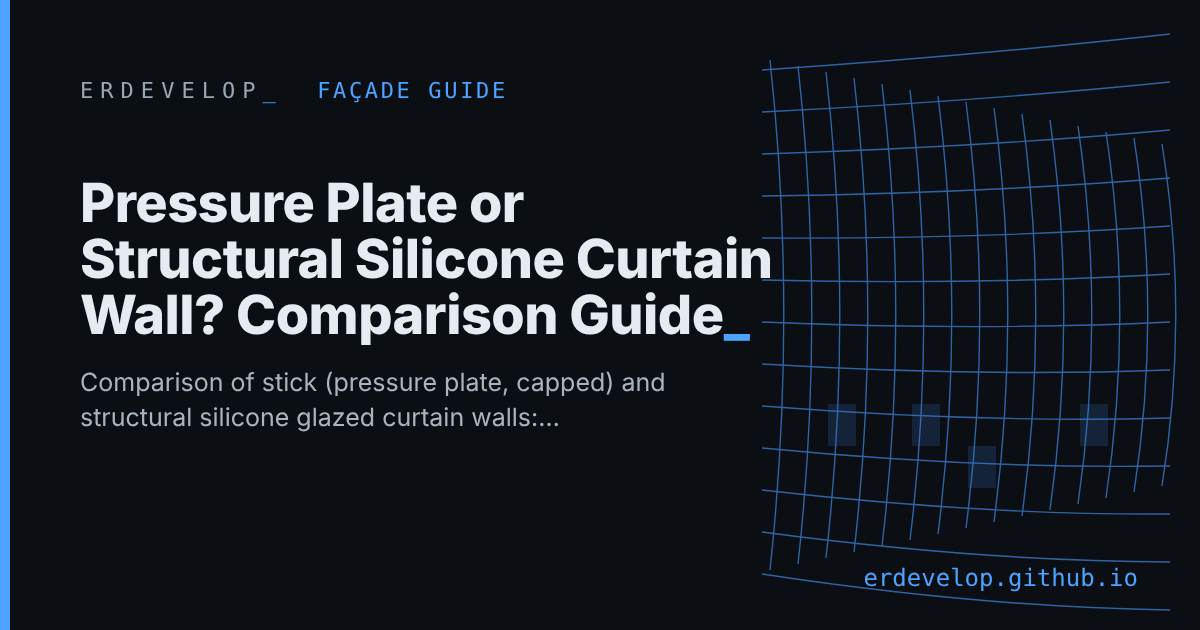 ERDEVELOP_ FAÇADE GUIDE
Pressure Plate or
Structural Silicone Curtain
Wall? Comparison Guide_
Comparison of stick (pressure plate, capped) and
structural silicone glazed curtain walls:...
erdevelop.github.io